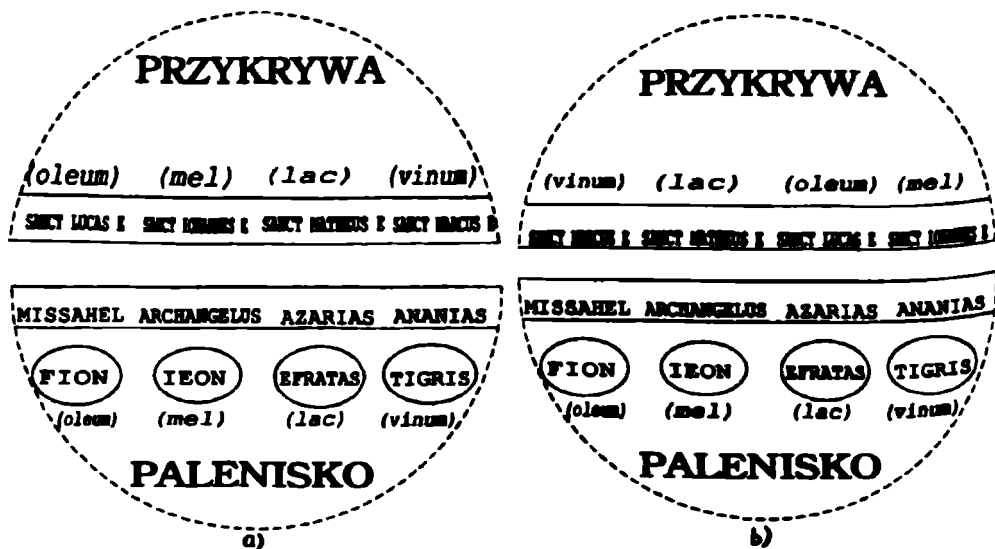 PRZYKRYWA
(oleum) (mel) (lac) (vinum)
SANCT LUCAS E SANCT IOHANNES E SANCT MATHEUS E SANCT MARCUS
MISSAHEL ARCHANGELUS AZARIAS ANANIAS
FION IEON EFRATAS TIGRIS
(oleum) (mel) (lac) (vinum)
PALENISKO
a)
PRZYKRYWA
(vinum) (lac) (oleum) (mel)
SANCT MARCUS E SANCT MATHEUS E SANCT LUCAS E SANCT IOHANNES E
MISSAHEL ARCHANGELUS AZARIAS ANANIAS
FION IEON EFRATAS TIGRIS
(oleum) (mel) (lac) (vinum)
PALENISKO
b)